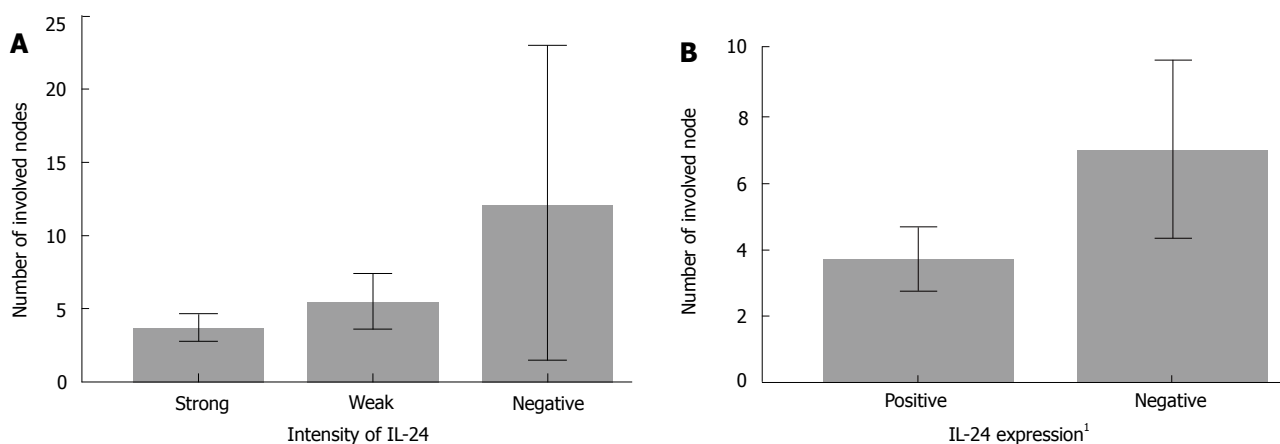 A
Number of involved nodes
25
20
15
10
5
0
Strong Weak Negative
Intensity of IL-24
B
Number of involved node
10
8
6
4
2
0
Positive Negative
IL-24 expression¹